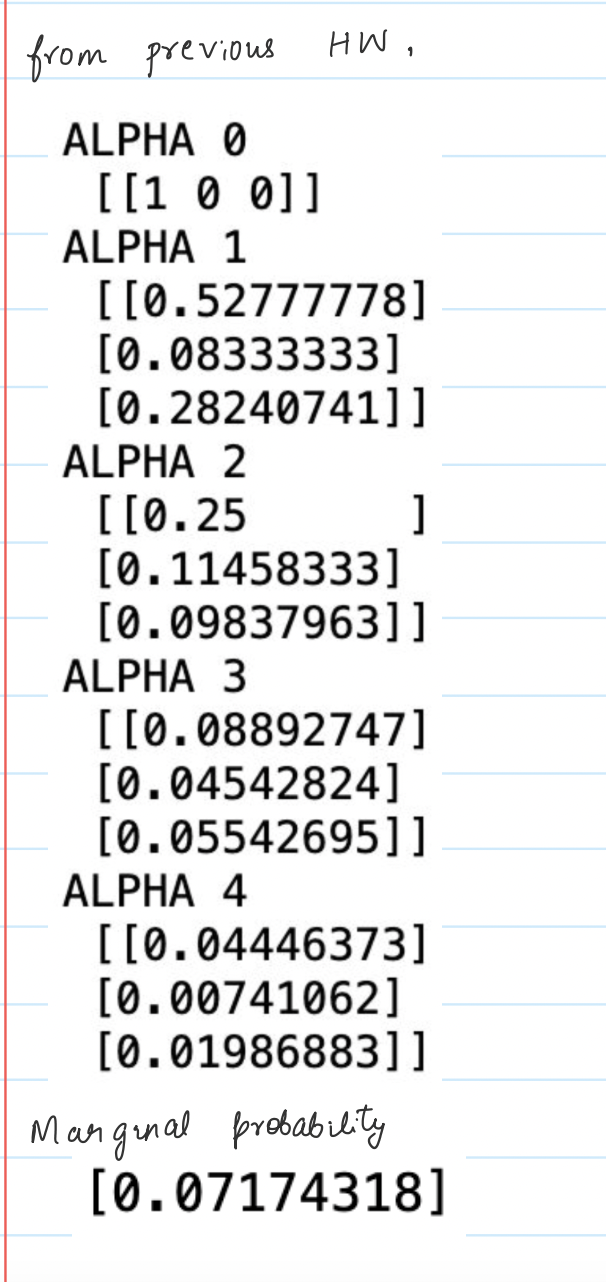 from previous HW,
ALPHA 0
[[1 0 0]]
ALPHA 1
[[0.52777778]
[0.08333333]
[0.28240741]]
ALPHA 2
[[0.25      ]
[0.11458333]
[0.09837963]]
ALPHA 3
[[0.08892747]
[0.04542824]
[0.05542695]]
ALPHA 4
[[0.04446373]
[0.00741062]
[0.01986883]]
Marginal probability
[0.07174318]